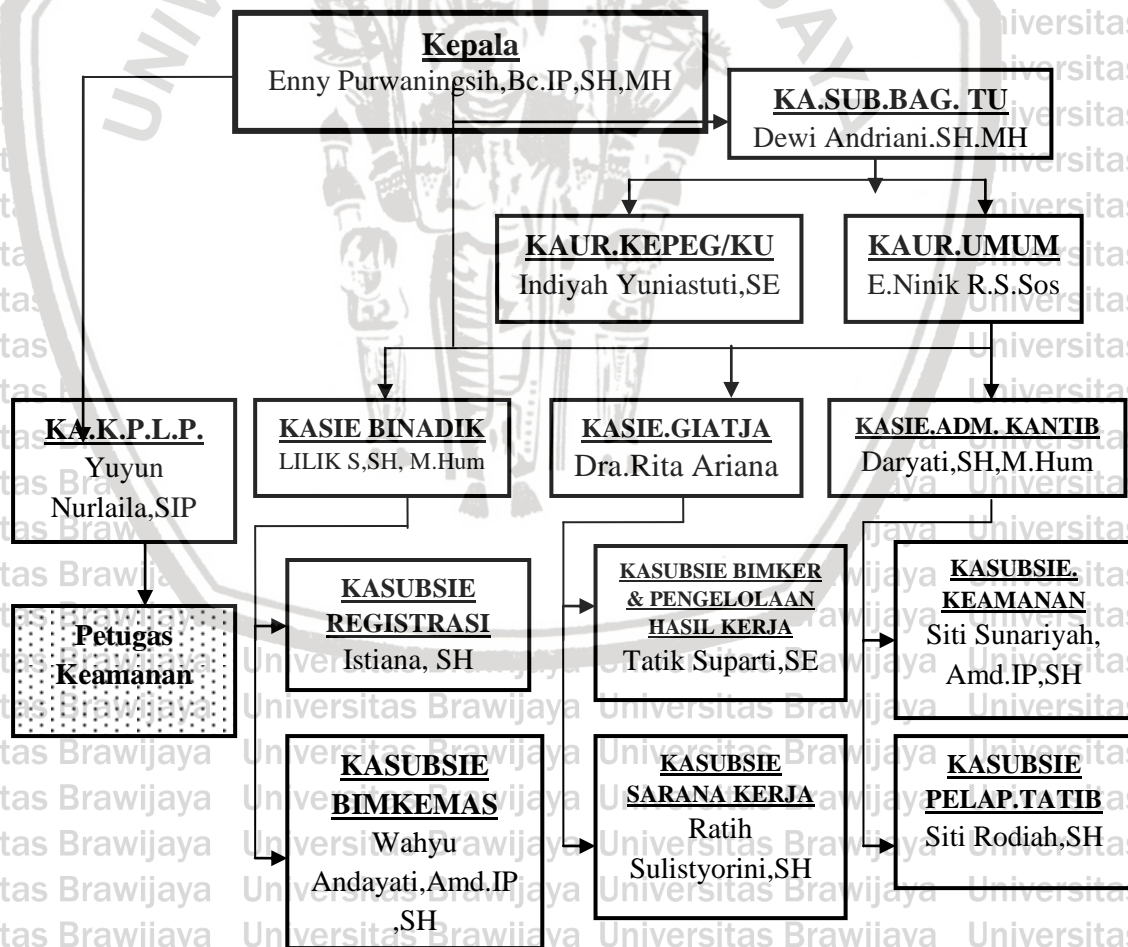 Kepala
Enny Purwaningsih,Bc.IP,SH,MH
KA.SUB.BAG. TU
Dewi Andriani.SH.MH
KAUR.KEPEG/KU
Indiyah Yuniastuti,SE
KAUR.UMUM
E.Ninik R.S.Sos
KA.K.P.L.P.
Yuyun
Nurlaila,SIP
KASIE BINADIK
LILIK S,SH, M.Hum
KASIE.GIATJA
Dra.Rita Ariana
KASIE.ADM. KANTIB
Daryati,SH,M.Hum
Petugas
Keamanan
KASUBSIE
REGISTRASI
Istiana, SH
KASUBSIE BIMKER
& PENGELOLAAN
HASIL KERJA
Tatik Suparti,SE
KASUBSIE.
KEAMANAN
Siti Sunariyah,
Amd.IP,SH
KASUBSIE
BIMKEMAS
Wahyu
Andayati,Amd.IP
,SH
KASUBSIE
SARANA KERJA
Ratih
Sulistyorini,SH
KASUBSIE
PELAP.TATIB
Siti Rodiah,SH
Universitas Brawijaya